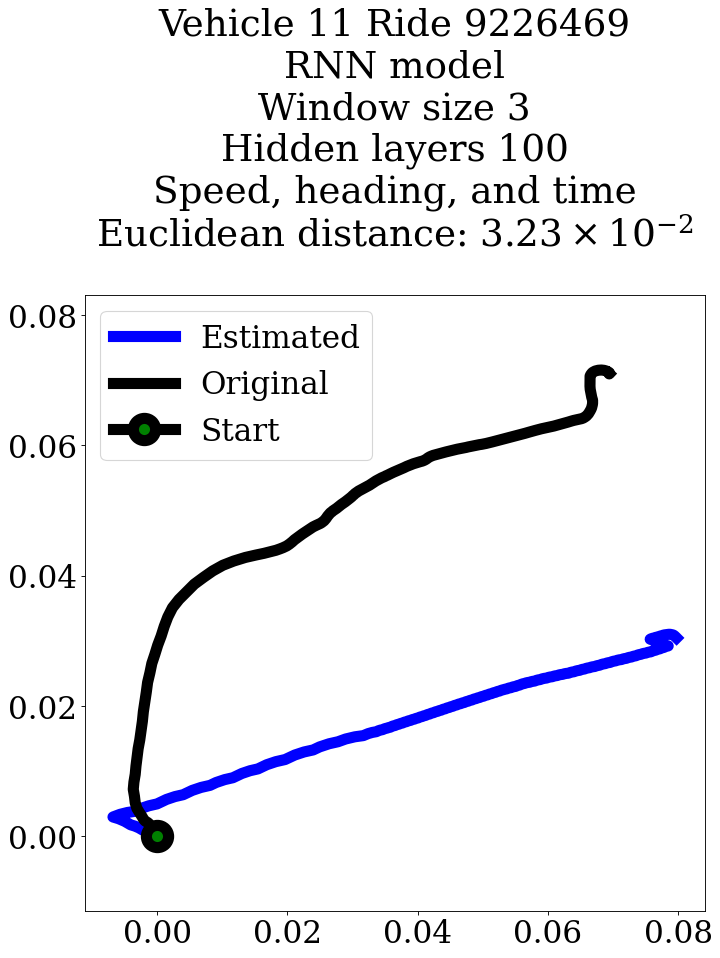 Vehicle 11 Ride 9226469
RNN model
Window size 3
Hidden layers 100
Speed, heading, and time
Euclidean distance: 3.23 × 10⁻²
Estimated
Original
Start
0.08
0.06
0.04
0.02
0.00
0.00 0.02 0.04 0.06 0.08